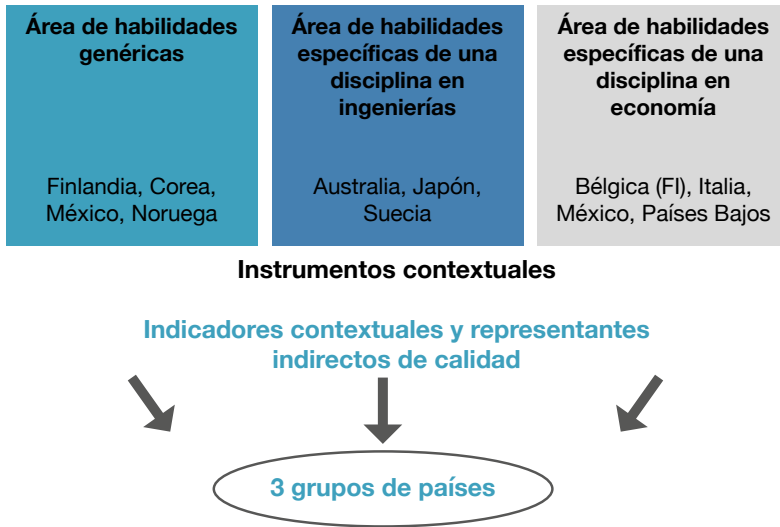 Área de habilidades
genéricas
Finlandia, Corea,
México, Noruega
Área de habilidades
específicas de una
disciplina en
ingenierías
Australia, Japón,
Suecia
Área de habilidades
específicas de una
disciplina en
economía
Bélgica (Fl), Italia,
México, Países Bajos
Instrumentos contextuales
Indicadores contextuales y representantes
indirectos de calidad
3 grupos de países